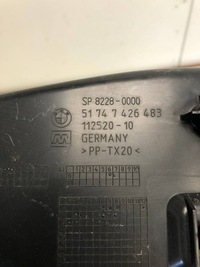 SP 8228-0000
51 74 7 426 483
112520-10
GERMANY
>PP-TX20<